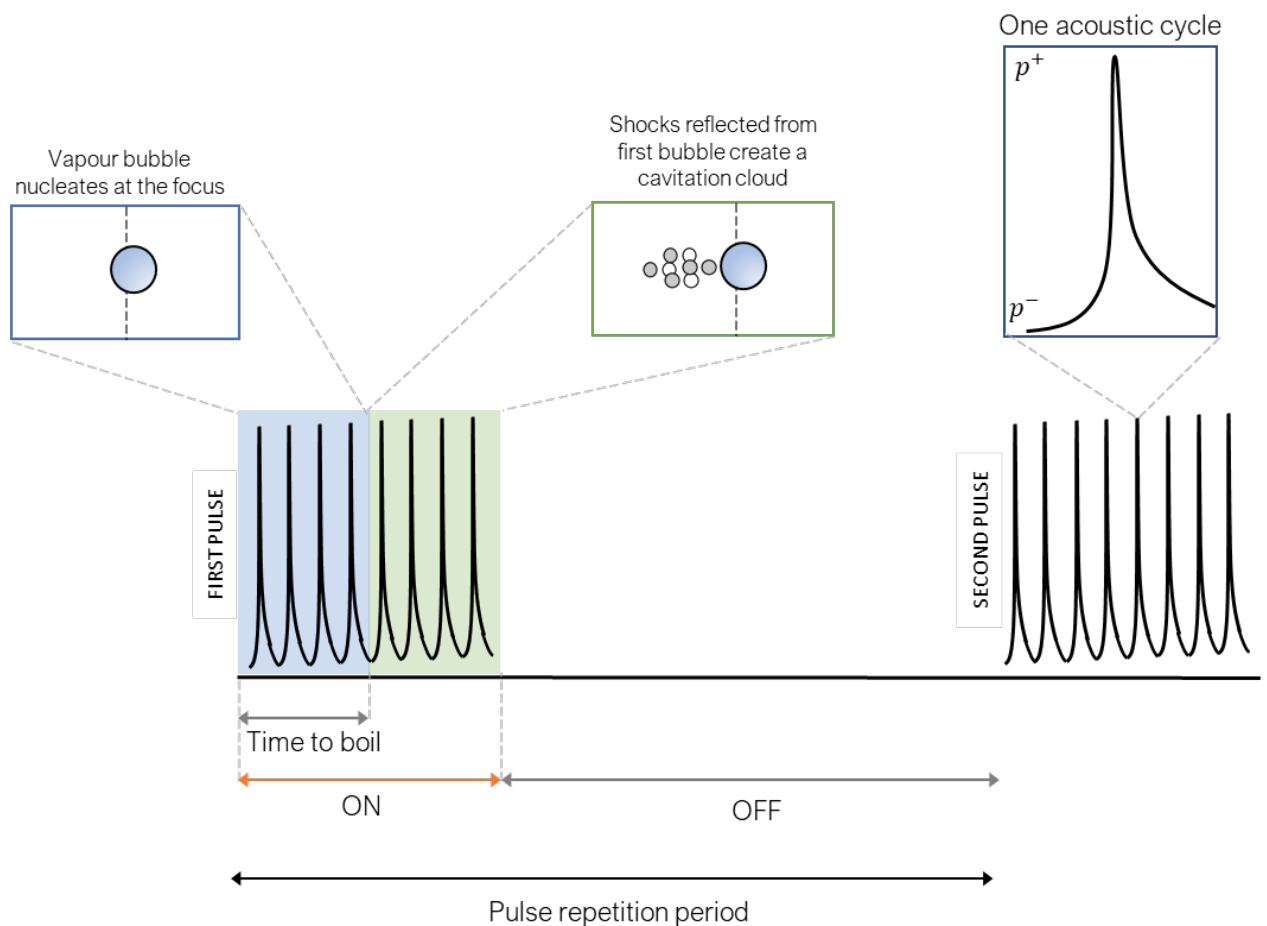 One acoustic cycle
p⁺
p⁻
Vapour bubble
nucleates at the focus
Shocks reflected from
first bubble create a
cavitation cloud
FIRST PULSE
SECOND PULSE
Time to boil
ON
OFF
Pulse repetition period